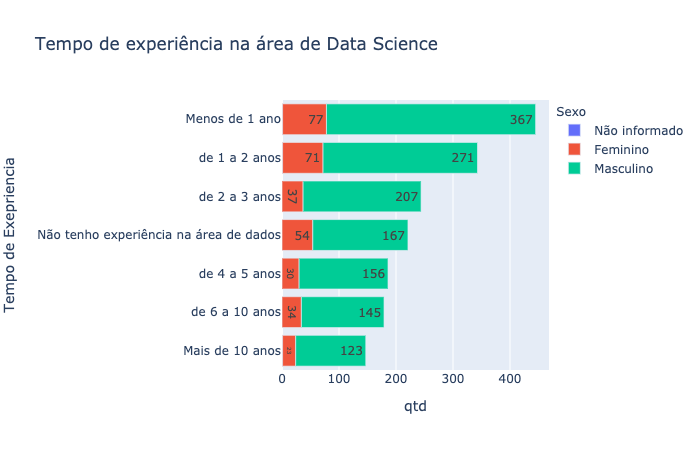 Tempo de experiência na área de Data Science
Sexo
Não informado
Feminino
Masculino
Tempo de Exepriencia
Menos de 1 ano 77 367
de 1 a 2 anos 71 271
de 2 a 3 anos 37 207
Não tenho experiência na área de dados 54 167
de 4 a 5 anos 30 156
de 6 a 10 anos 34 145
Mais de 10 anos 123
0 100 200 300 400
qtd